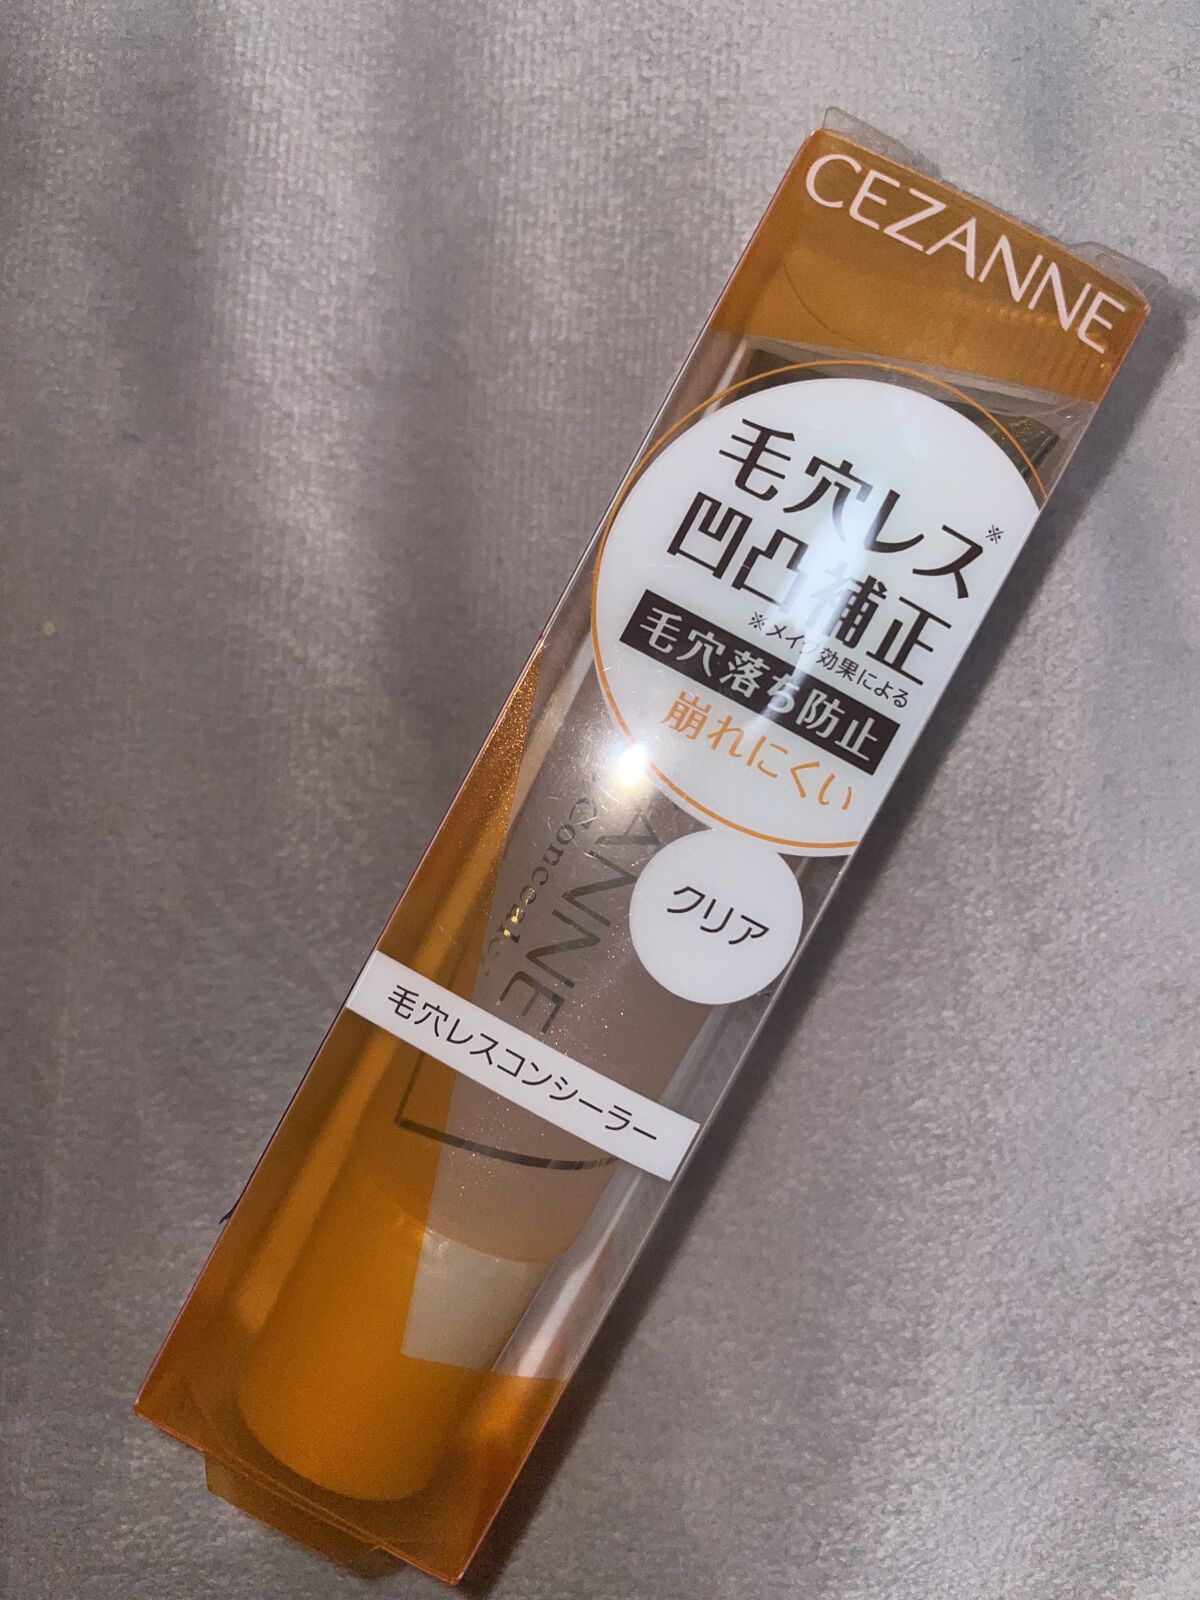 CEZANNE
毛穴レス※
凹凸補正
※メイク効果による
毛穴落ち防止
崩れにくい
クリア
ANNE
Concealer
毛穴レスコンシーラー